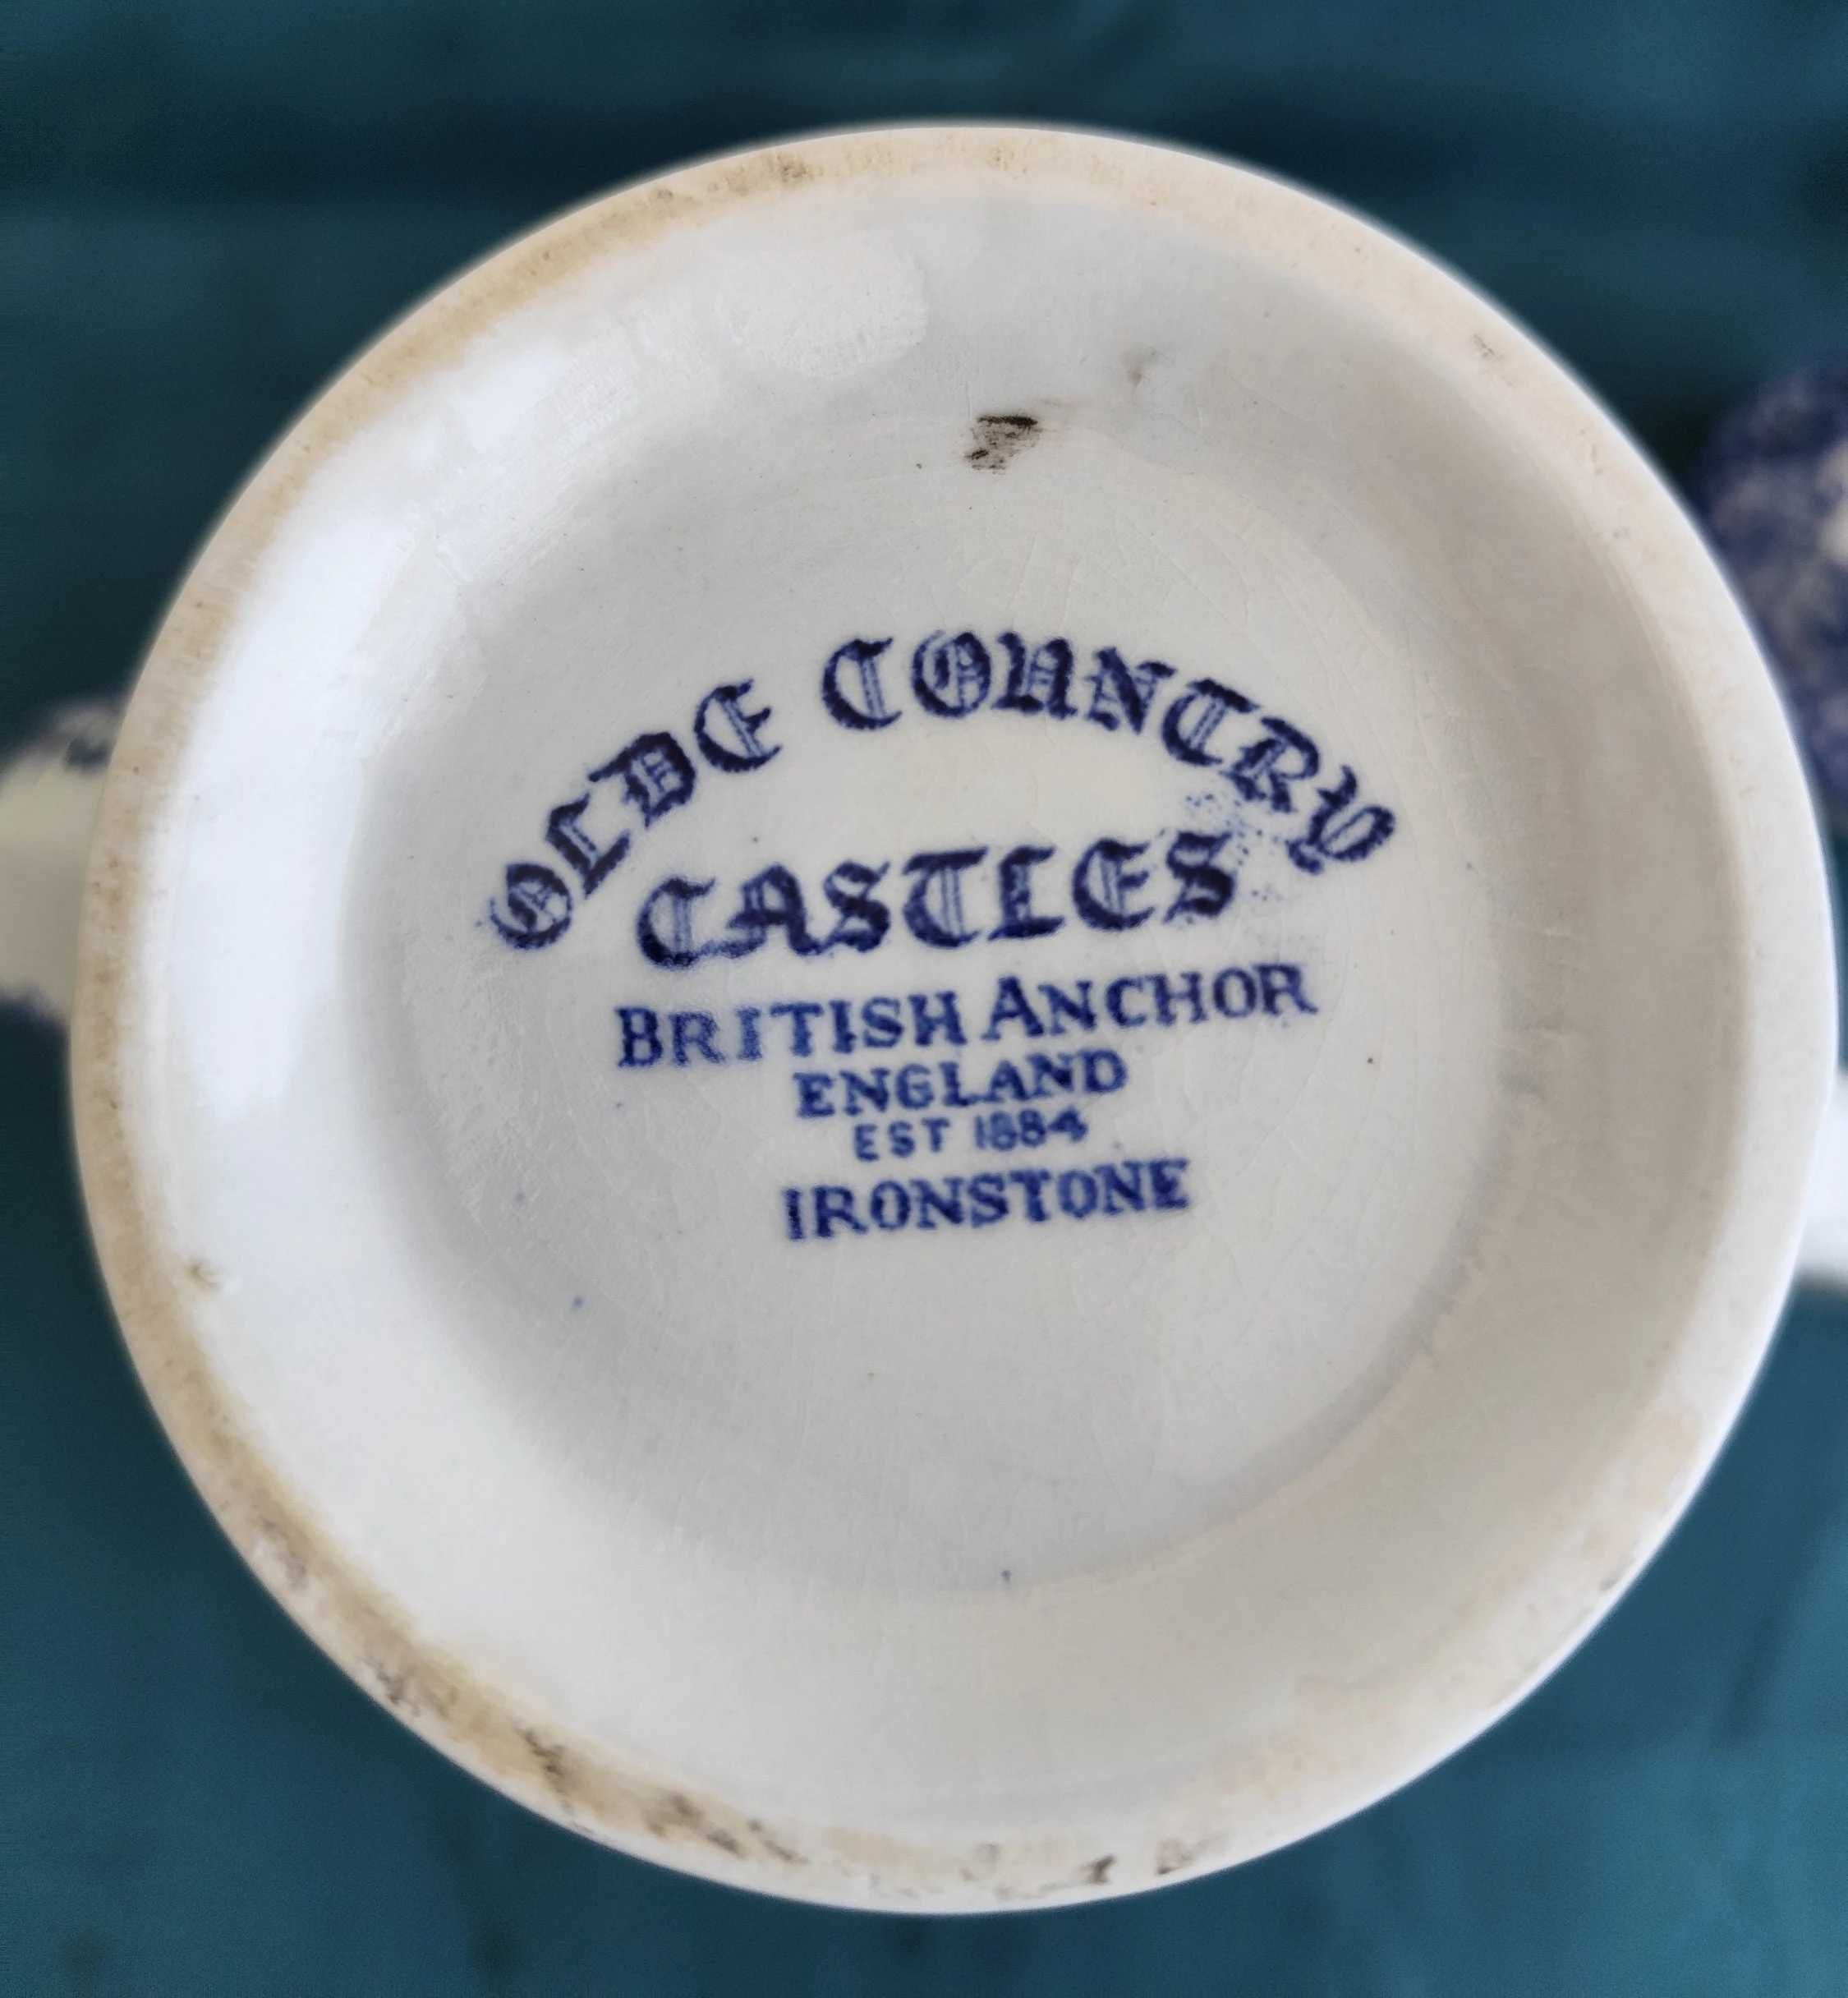 OLDE COUNTRY
CASTLES
BRITISH ANCHOR
ENGLAND
EST 1884
IRONSTONE